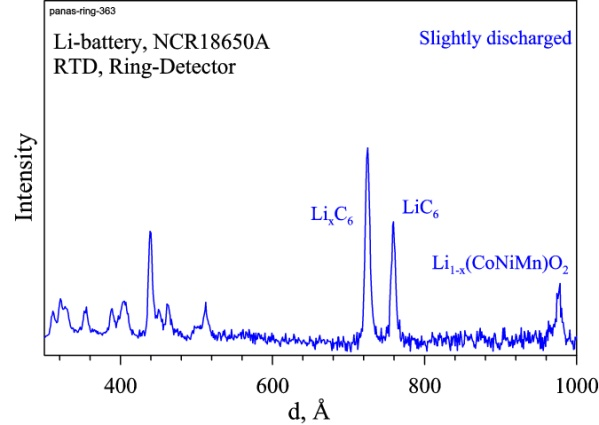 panas-ring-363
Li-battery, NCR18650A
RTD, Ring-Detector
Slightly discharged
Intensity
LiₓC₆
LiC₆
Li₁₋ₓ(CoNiMn)O₂
400
600
800
1000
d, Å